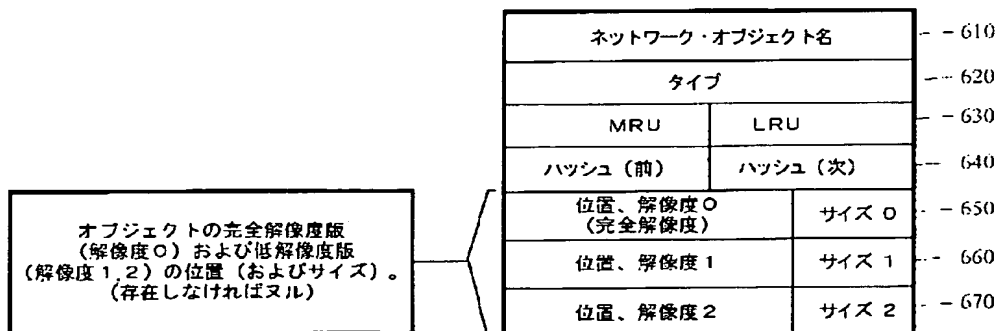 ネットワーク・オブジェクト名 610
タイプ 620
MRU LRU 630
ハッシュ（前） ハッシュ（次） 640
位置、解像度0
（完全解像度） サイズ 0 650
位置、解像度1 サイズ 1 660
位置、解像度2 サイズ 2 670
オブジェクトの完全解像度版
（解像度0）および低解像度版
（解像度1,2）の位置（およびサイズ）。
（存在しなければヌル）